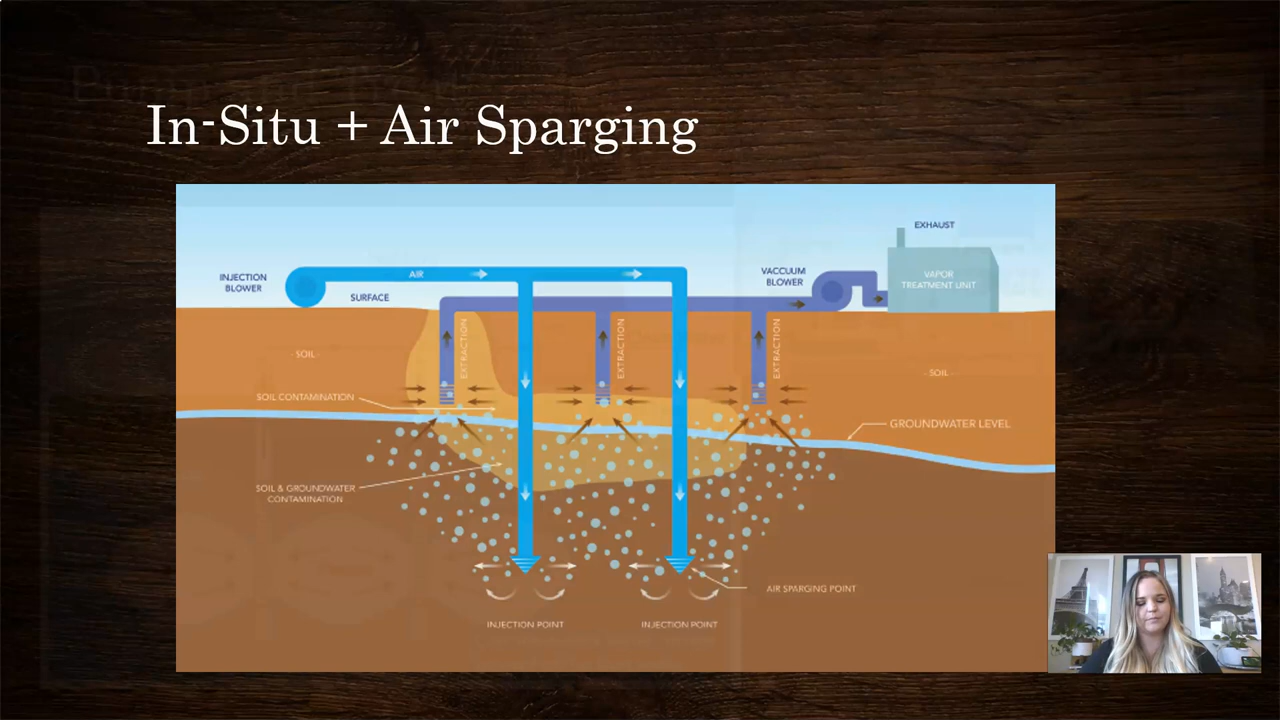 In-Situ + Air Sparging
EXHAUST
INJECTION
BLOWER
AIR
VACCUUM
BLOWER
VAPOR
TREATMENT UNIT
SURFACE
EXTRACTION
EXTRACTION
EXTRACTION
- SOIL -
- SOIL -
SOIL CONTAMINATION
GROUNDWATER LEVEL
SOIL & GROUNDWATER
CONTAMINATION
AIR SPARGING POINT
INJECTION POINT
INJECTION POINT